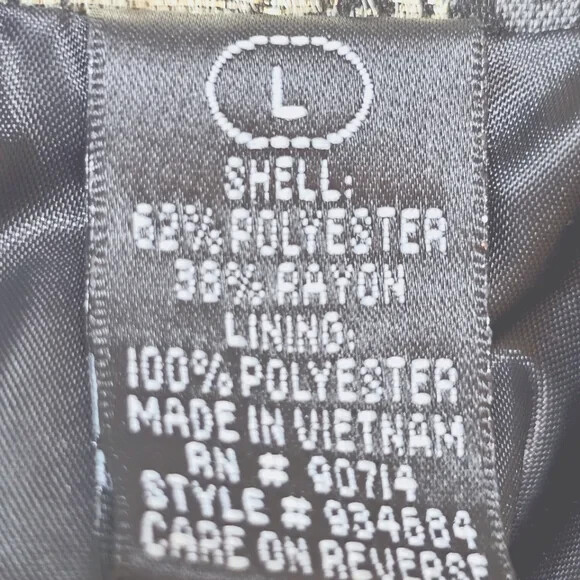 L
SHELL:
62% POLYESTER
38% RAYON
LINING:
100% POLYESTER
MADE IN VIETNAM
RN # 90714
STYLE # 934684
CARE ON REVERSE